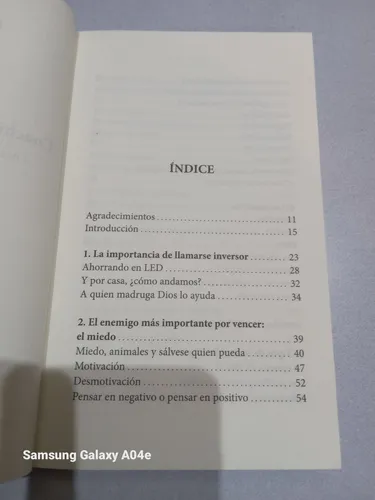 ÍNDICE
Agradecimientos ........................ 11
Introducción ........................ 15
1. La importancia de llamarse inversor .......... 23
Ahorrando en LED ........................ 28
Y por casa, ¿cómo andamos? ........................ 32
A quien madruga Dios lo ayuda ........................ 34
2. El enemigo más importante por vencer:
el miedo ........................ 39
Miedo, animales y sálvese quien pueda .......... 40
Motivación ........................ 47
Desmotivación ........................ 52
Pensar en negativo o pensar en positivo .......... 54
Samsung Galaxy A04e